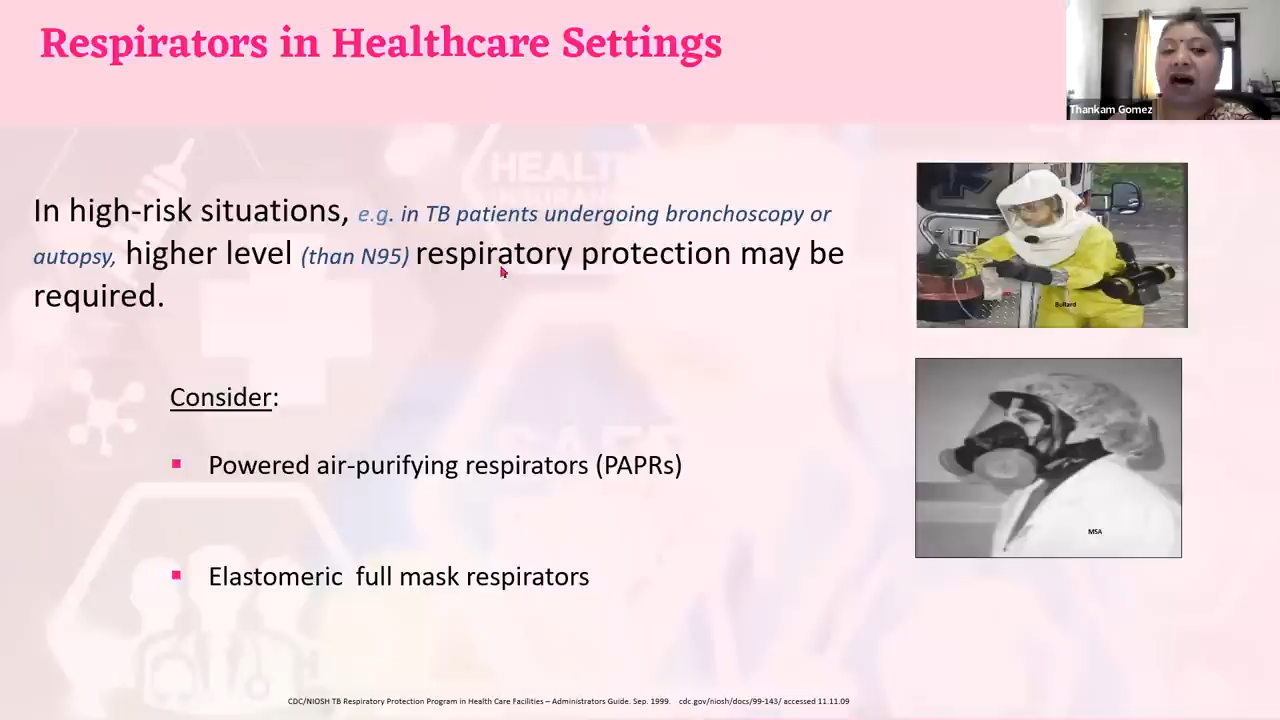 Respirators in Healthcare Settings
Thankam Gomez
HEALTH
INSURAN
In high-risk situations, e.g. in TB patients undergoing bronchoscopy or
autopsy, higher level (than N95) respiratory protection may be
required.
Bullard
Consider:
Powered air-purifying respirators (PAPRs)
MSA
Elastomeric full mask respirators
CDC/NIOSH TB Respiratory Protection Program in Health Care Facilities – Administrators Guide. Sep. 1999. cdc.gov/niosh/docs/99-143/ accessed 11.11.09